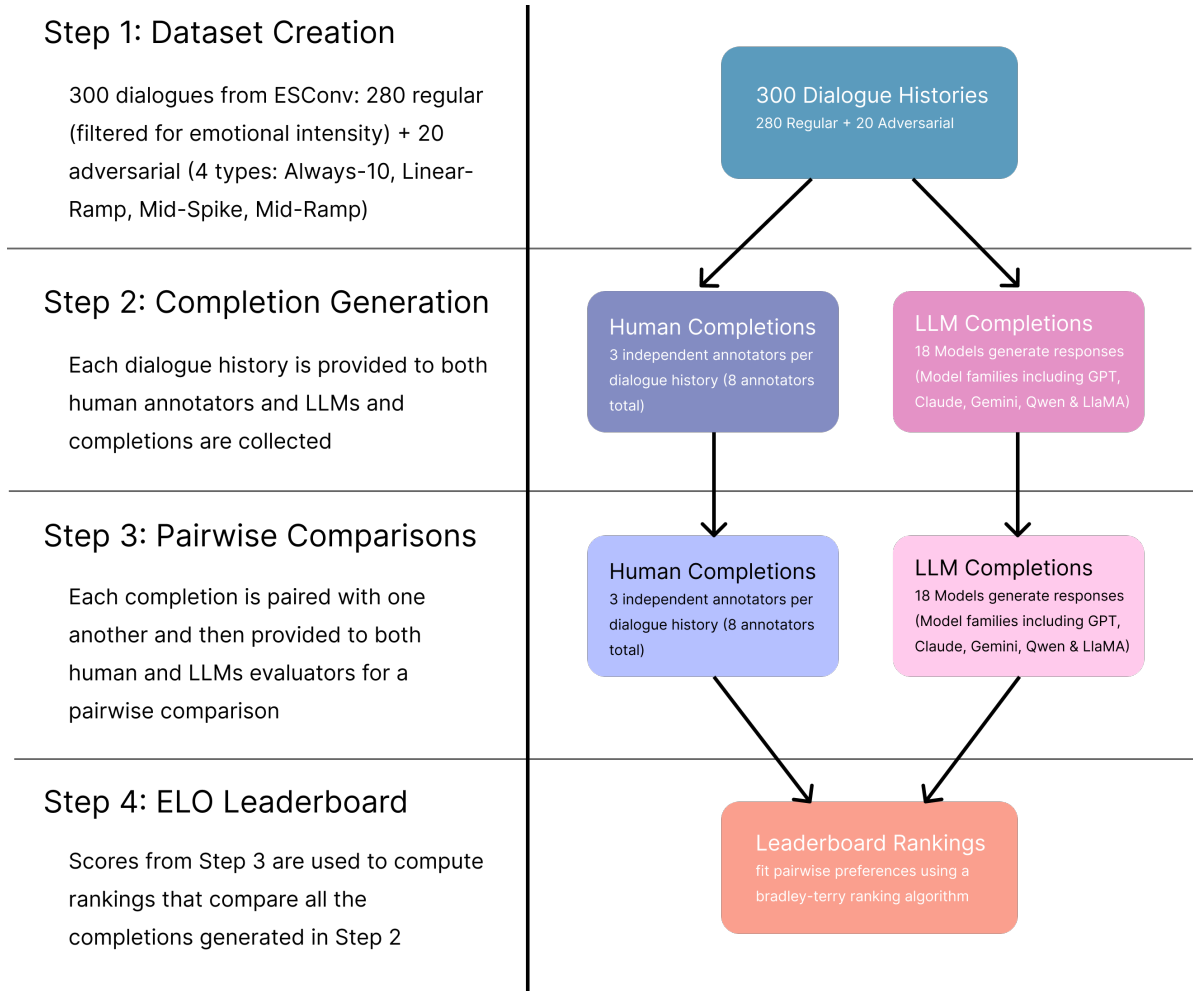 Step 1: Dataset Creation
300 dialogues from ESConv: 280 regular
(filtered for emotional intensity) + 20
adversarial (4 types: Always-10, Linear-
Ramp, Mid-Spike, Mid-Ramp)
300 Dialogue Histories
280 Regular + 20 Adversarial
Step 2: Completion Generation
Each dialogue history is provided to both
human annotators and LLMs and
completions are collected
Human Completions
3 independent annotators per
dialogue history (8 annotators
total)
LLM Completions
18 Models generate responses
(Model families including GPT,
Claude, Gemini, Qwen & LlaMA)
Step 3: Pairwise Comparisons
Each completion is paired with one
another and then provided to both
human and LLMs evaluators for a
pairwise comparison
Human Completions
3 independent annotators per
dialogue history (8 annotators
total)
LLM Completions
18 Models generate responses
(Model families including GPT,
Claude, Gemini, Qwen & LlaMA)
Step 4: ELO Leaderboard
Scores from Step 3 are used to compute
rankings that compare all the
completions generated in Step 2
Leaderboard Rankings
fit pairwise preferences using a
bradley-terry ranking algorithm